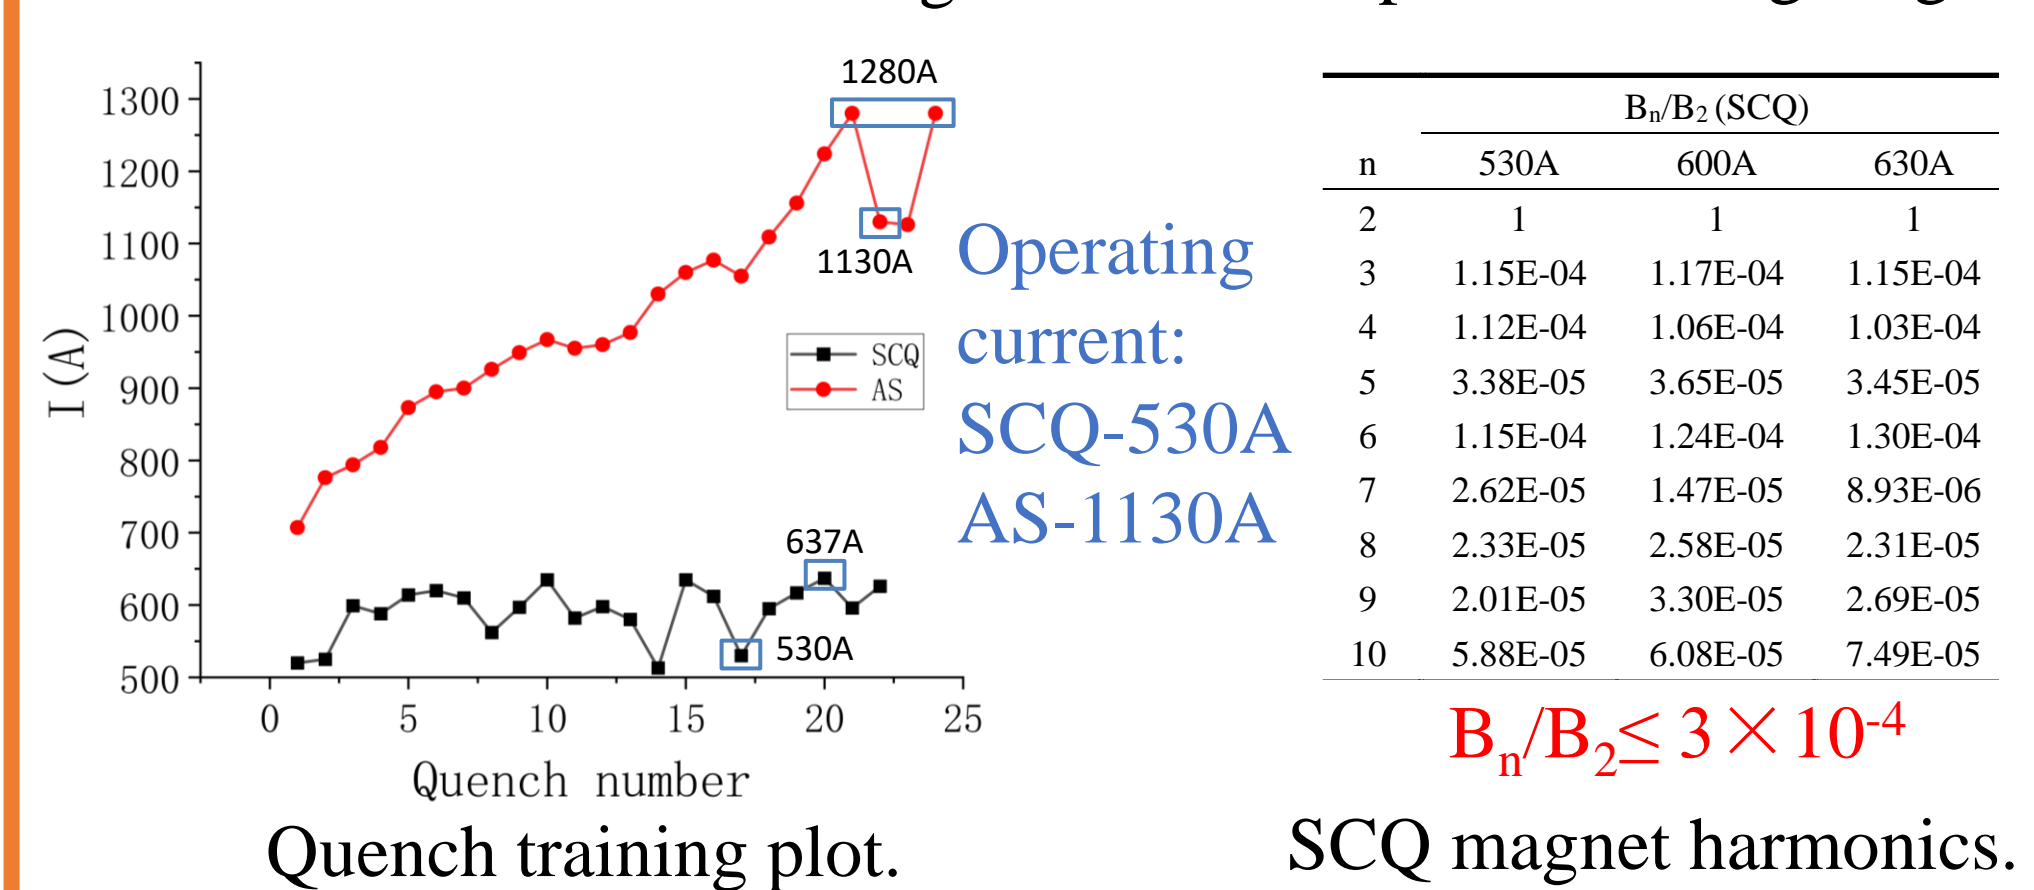 1280A
1300
1200
1100
1000
900
800
700
600
500
1130A
SCQ
AS
637A
530A
I (A)
0 5 10 15 20 25
Quench number
Quench training plot.
Operating
current:
SCQ-530A
AS-1130A
Bn/B2 (SCQ)
n 530A 600A 630A
2 1 1 1
3 1.15E-04 1.17E-04 1.15E-04
4 1.12E-04 1.06E-04 1.03E-04
5 3.38E-05 3.65E-05 3.45E-05
6 1.15E-04 1.24E-04 1.30E-04
7 2.62E-05 1.47E-05 8.93E-06
8 2.33E-05 2.58E-05 2.31E-05
9 2.01E-05 3.30E-05 2.69E-05
10 5.88E-05 6.08E-05 7.49E-05
Bn/B2≤ 3×10-4
SCQ magnet harmonics.